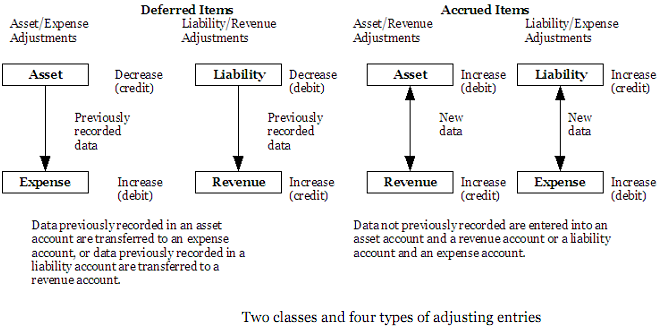 Deferred Items
Accrued Items
Asset/Expense
Adjustments
Liability/Revenue
Adjustments
Asset/Revenue
Adjustments
Liability/Expense
Adjustments
Asset
Decrease
(credit)
Liability
Decrease
(debit)
Asset
Increase
(debit)
Liability
Increase
(credit)
Previously
recorded
data
Previously
recorded
data
New
data
New
data
Expense
Increase
(debit)
Revenue
Increase
(credit)
Revenue
Increase
(credit)
Expense
Increase
(debit)
Data previously recorded in an asset
account are transferred to an expense
account, or data previously recorded in a
liability account are transferred to a
revenue account.
Data not previously recorded are entered into an
asset account and a revenue account or a liability
account and an expense account.
Two classes and four types of adjusting entries